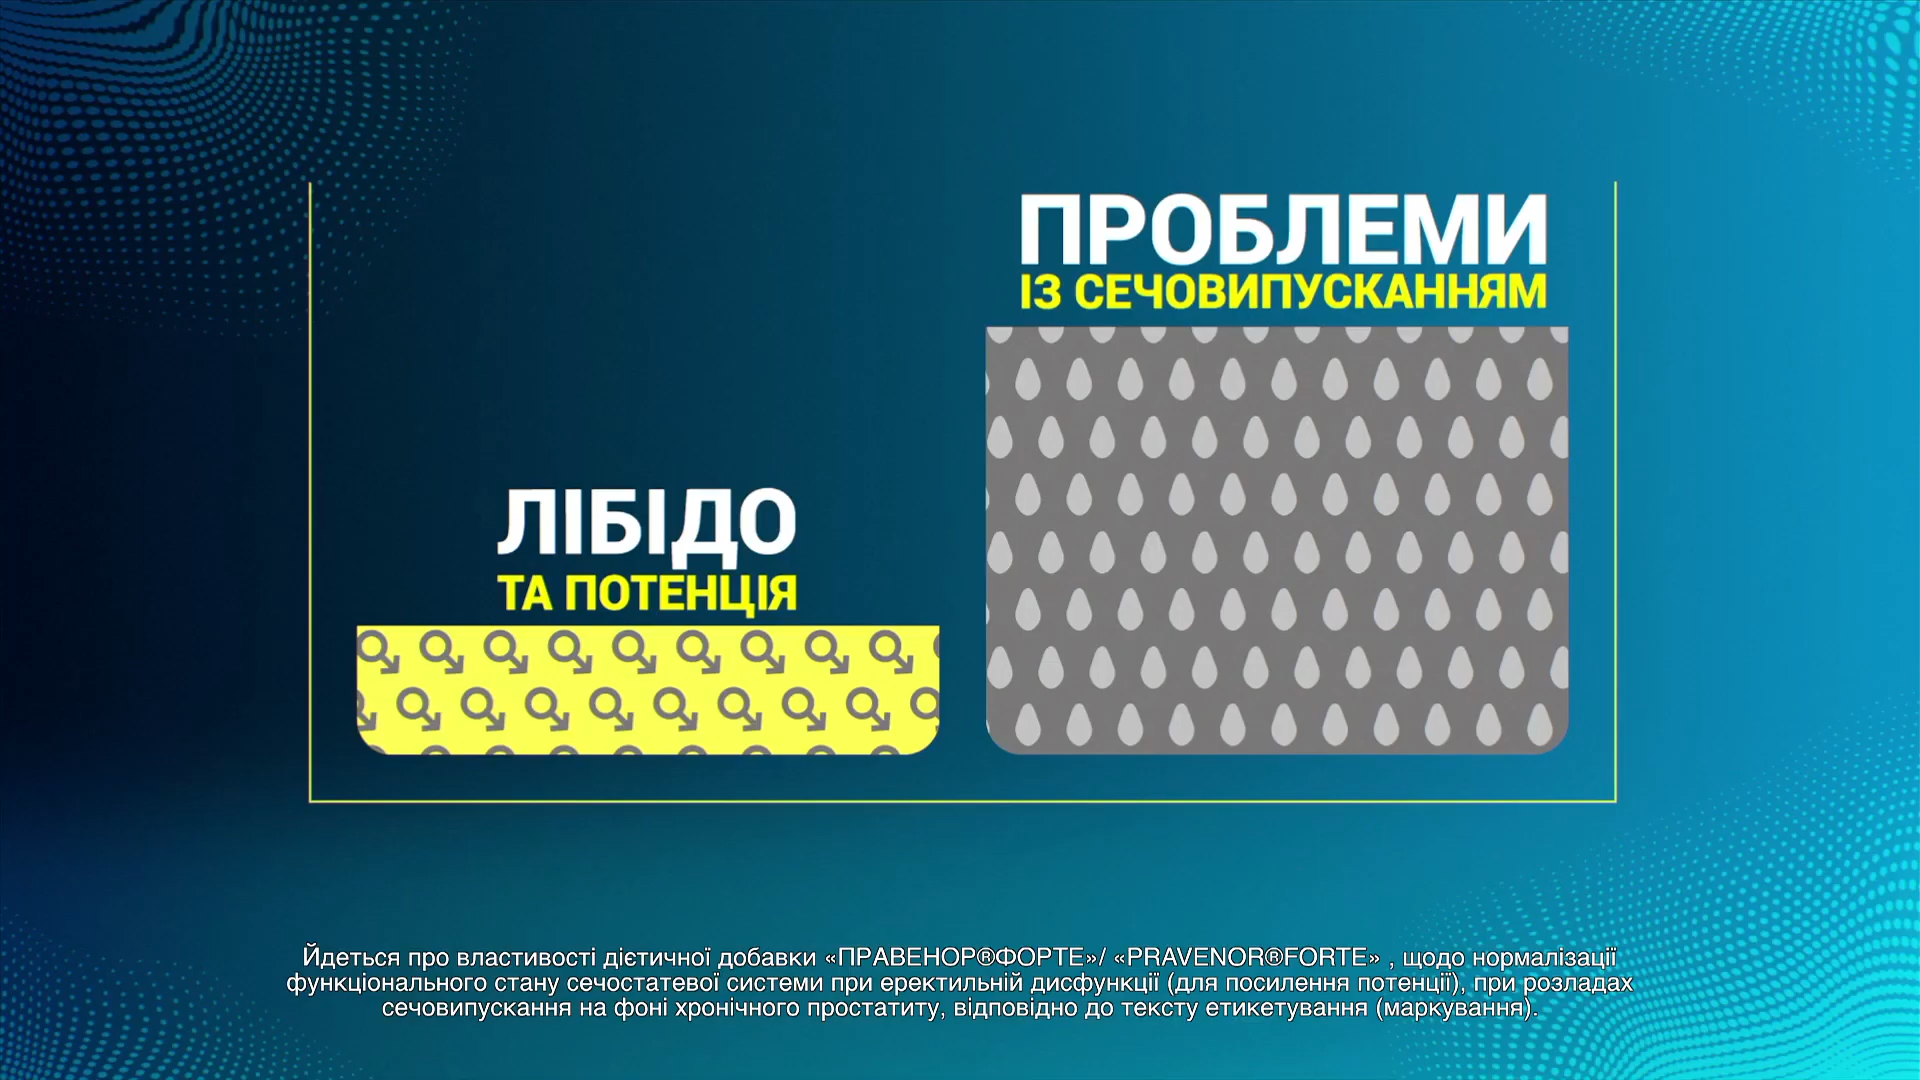 ПРОБЛЕМИ
ІЗ СЕЧОВИПУСКАННЯМ
ЛІБІДО
ТА ПОТЕНЦІЯ
Йдеться про властивості дієтичної добавки «ПРАВЕНОР®ФОРТЕ»/ «PRAVENOR®FORTE» , щодо нормалізації
функціонального стану сечостатевої системи при еректильній дисфункції (для посилення потенції), при розладах
сечовипускання на фоні хронічного простатиту, відповідно до тексту етикетування (маркування).